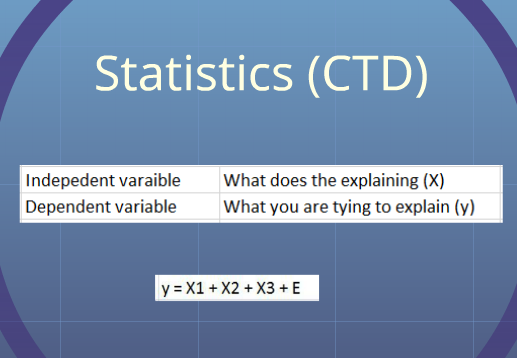 Statistics (CTD)
Indepedent varaible What does the explaining (X)
Dependent variable What you are tying to explain (y)
y = X1 + X2 + X3 + E